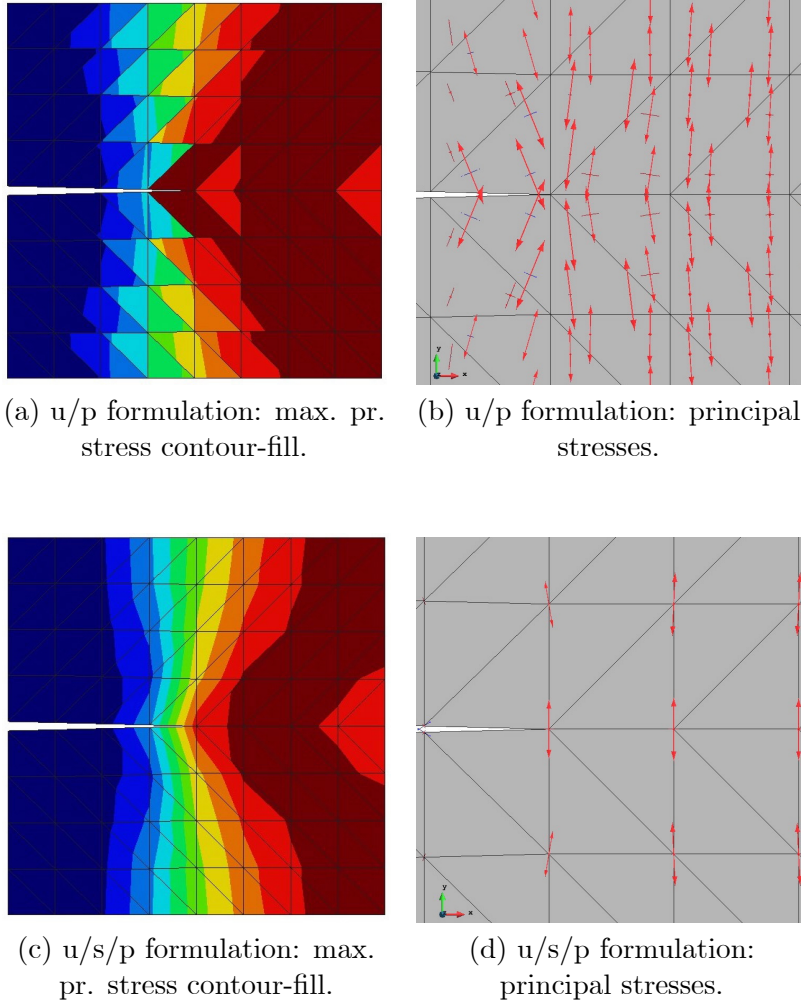 y
x
(a) u/p formulation: max. pr.
stress contour-fill.
(b) u/p formulation: principal
stresses.
y
x
(c) u/s/p formulation: max.
pr. stress contour-fill.
(d) u/s/p formulation:
principal stresses.